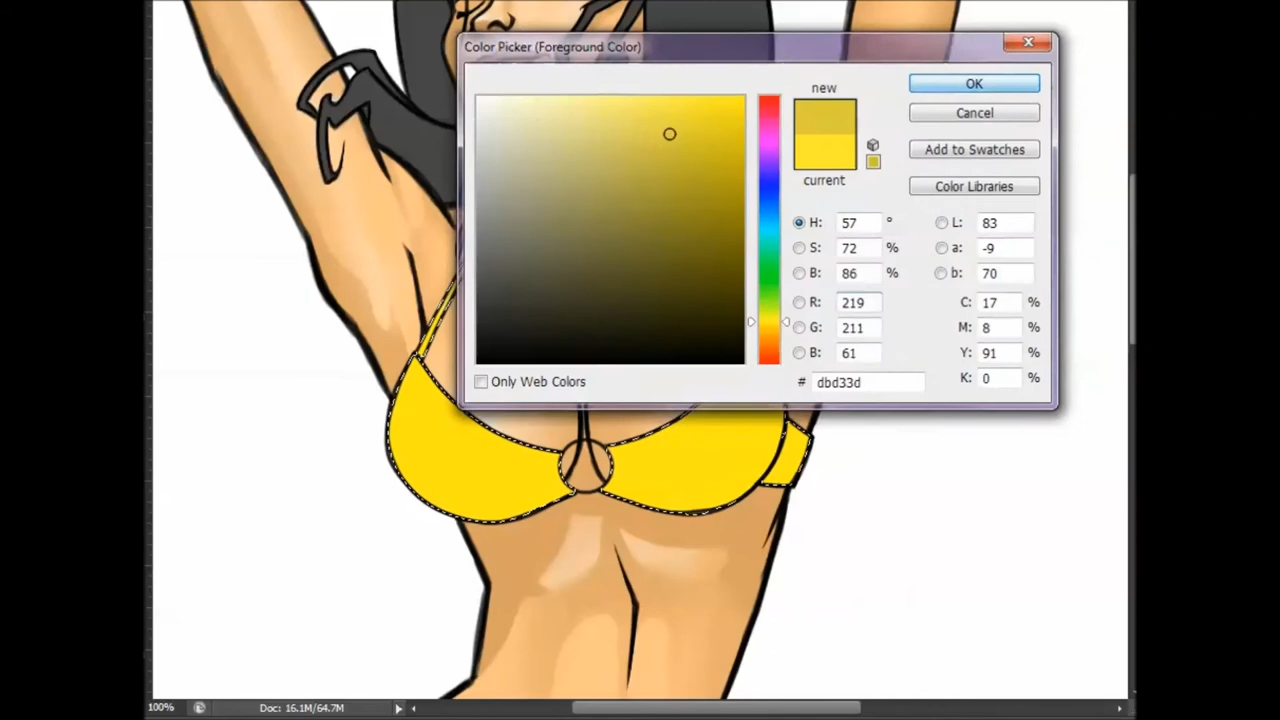 Color Picker (Foreground Color)
new
current
OK
Cancel
Add to Swatches
Color Libraries
H: 57 °
S: 72 %
B: 86 %
R: 219
G: 211
B: 61
# dbd33d
L: 83
a: -9
b: 70
C: 17 %
M: 8 %
Y: 91 %
K: 0 %
Only Web Colors
100%
Doc: 16.1M/64.7M